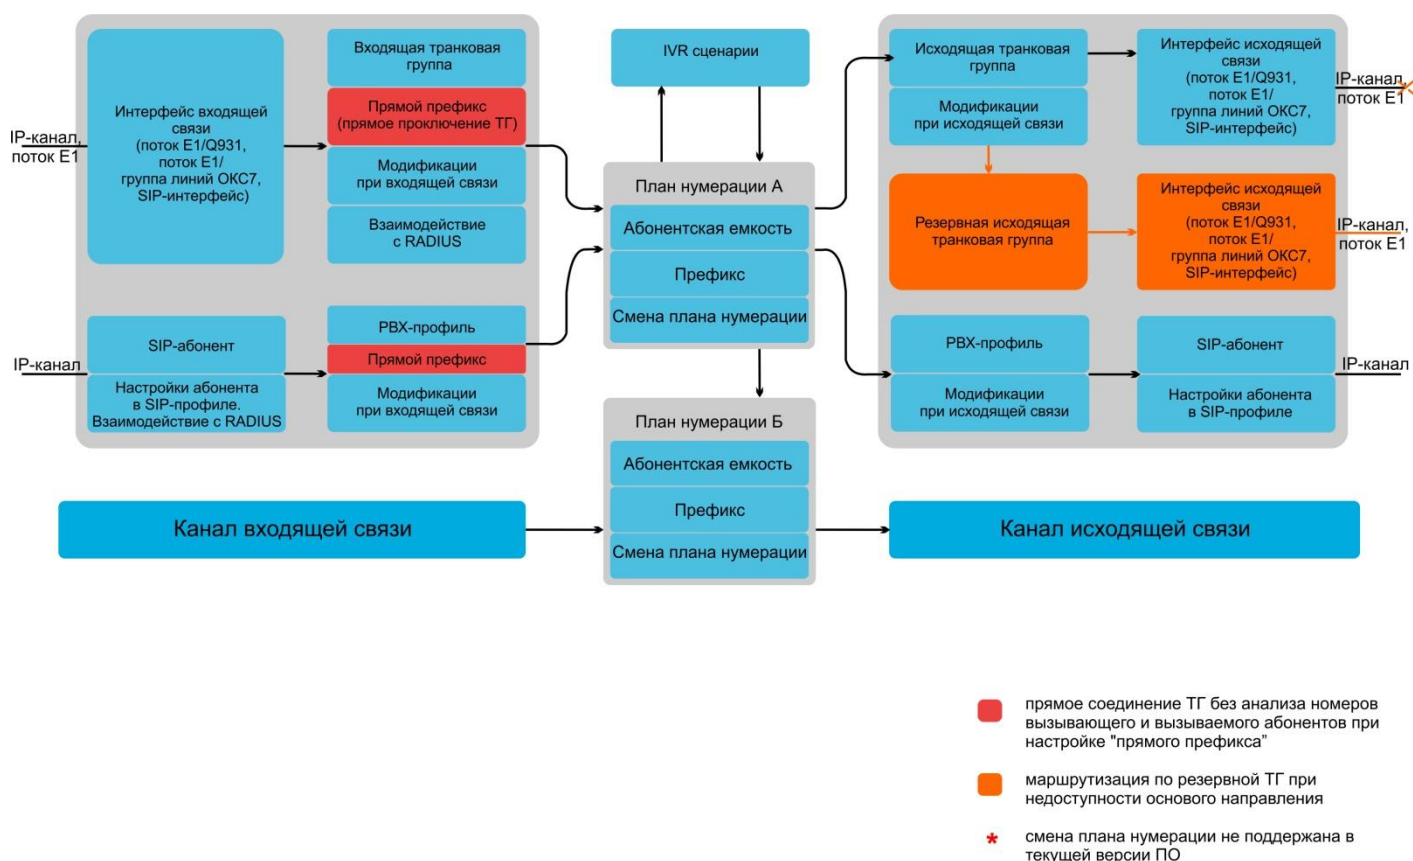 IP-канал,
поток Е1
Интерфейс входящей
связи
(поток E1/Q931,
поток E1/
группа линий ОКС7,
SIP-интерфейс)
Входящая транковая
группа
Прямой префикс
(прямое проключение ТГ)
Модификации
при входящей связи
Взаимодействие
с RADIUS
IP-канал
SIP-абонент
Настройки абонента
в SIP-профиле.
Взаимодействие с RADIUS
PBX-профиль
Прямой префикс
Модификации
при входящей связи
IVR сценарии
План нумерации А
Абонентская емкость
Префикс
Смена плана нумерации
План нумерации Б
Абонентская емкость
Префикс
Смена плана нумерации
Исходящая транковая
группа
Модификации
при исходящей связи
Резервная исходящая
транковая группа
Интерфейс исходящей
связи
(поток E1/Q931,
поток E1/
группа линий ОКС7,
SIP-интерфейс)
IP-канал,
поток Е1
Интерфейс исходящей
связи
(поток E1/Q931,
поток E1/
группа линий ОКС7,
SIP-интерфейс)
IP-канал,
поток Е1
PBX-профиль
Модификации
при исходящей связи
SIP-абонент
Настройки абонента
в SIP-профиле
IP-канал
Канал входящей связи
Канал исходящей связи
прямое соединение ТГ без анализа номеров
вызывающего и вызываемого абонентов при
настройке "прямого префикса”
маршрутизация по резервной ТГ при
недоступности основого направления
* смена плана нумерации не поддержана в
текущей версии ПО